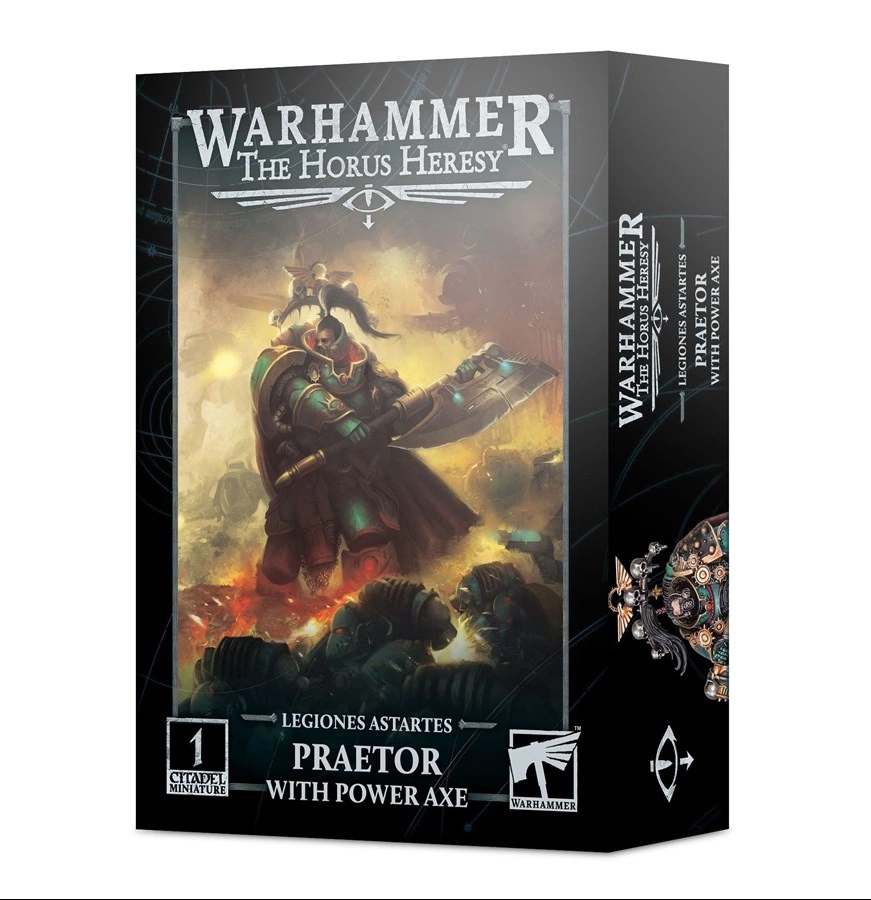 WARHAMMER®
THE HORUS HERESY®
LEGIONES ASTARTES
PRAETOR
WITH POWER AXE
1
CITADEL
MINIATURE
WARHAMMER
™
WARHAMMER
THE HORUS HERESY
LEGIONES ASTARTES
PRAETOR
WITH POWER AXE